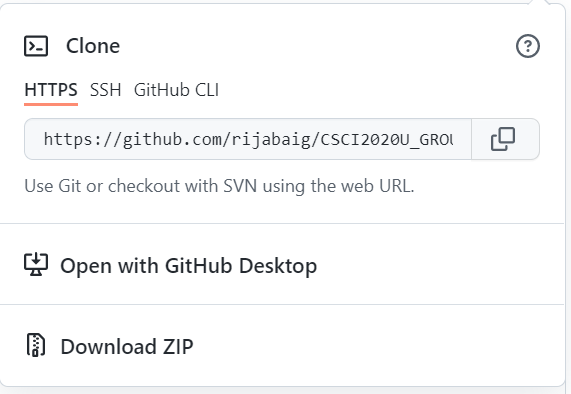 Clone
HTTPS SSH GitHub CLI
https://github.com/rijabaig/CSCI2020U_GROU
Use Git or checkout with SVN using the web URL.
Open with GitHub Desktop
Download ZIP